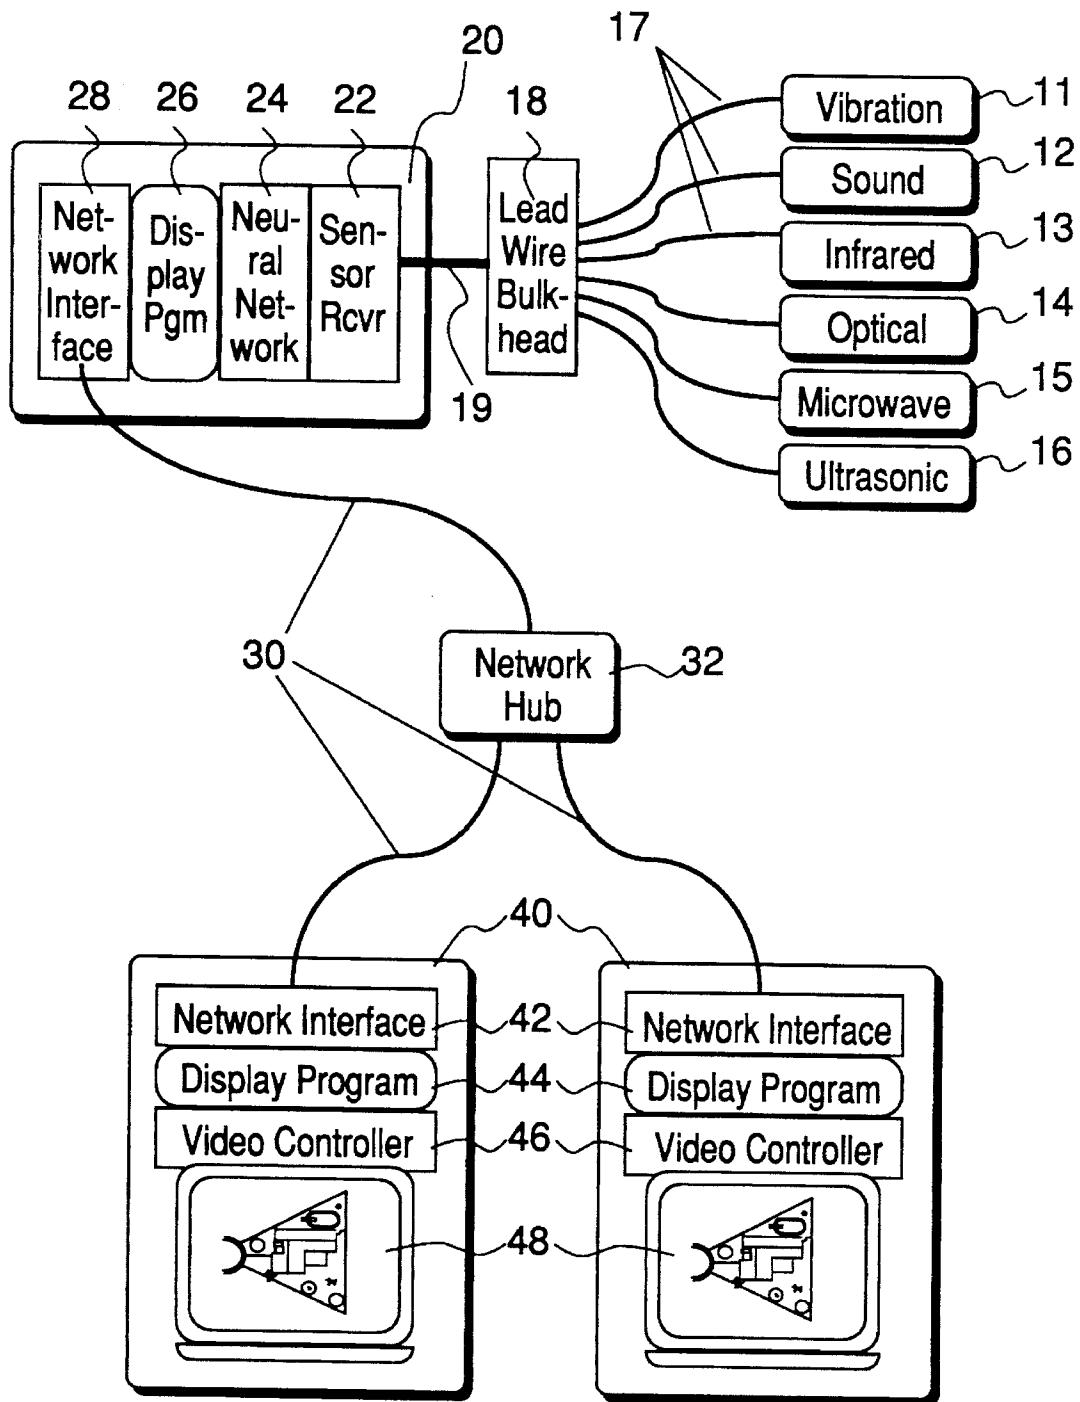 20
17
28
26
24
22
18
Vibration
11
Sound
12
Infrared
13
Optical
14
Microwave
15
Ultrasonic
16
Net-
work
Inter-
face
Dis-
play
Pgm
Neu-
ral
Net-
work
Sen-
sor
Rcvr
19
Lead
Wire
Bulk-
head
30
Network
Hub
32
40
Network Interface
42
Network Interface
Display Program
44
Display Program
Video Controller
46
Video Controller
48